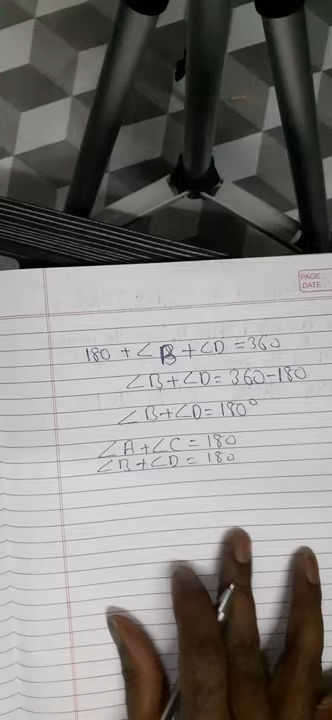 PAGE:
DATE:
180 + ∠B + ∠D = 360
∠B + ∠D = 360 - 180
∠B + ∠D = 180°
∠A + ∠C = 180
∠B + ∠D = 180